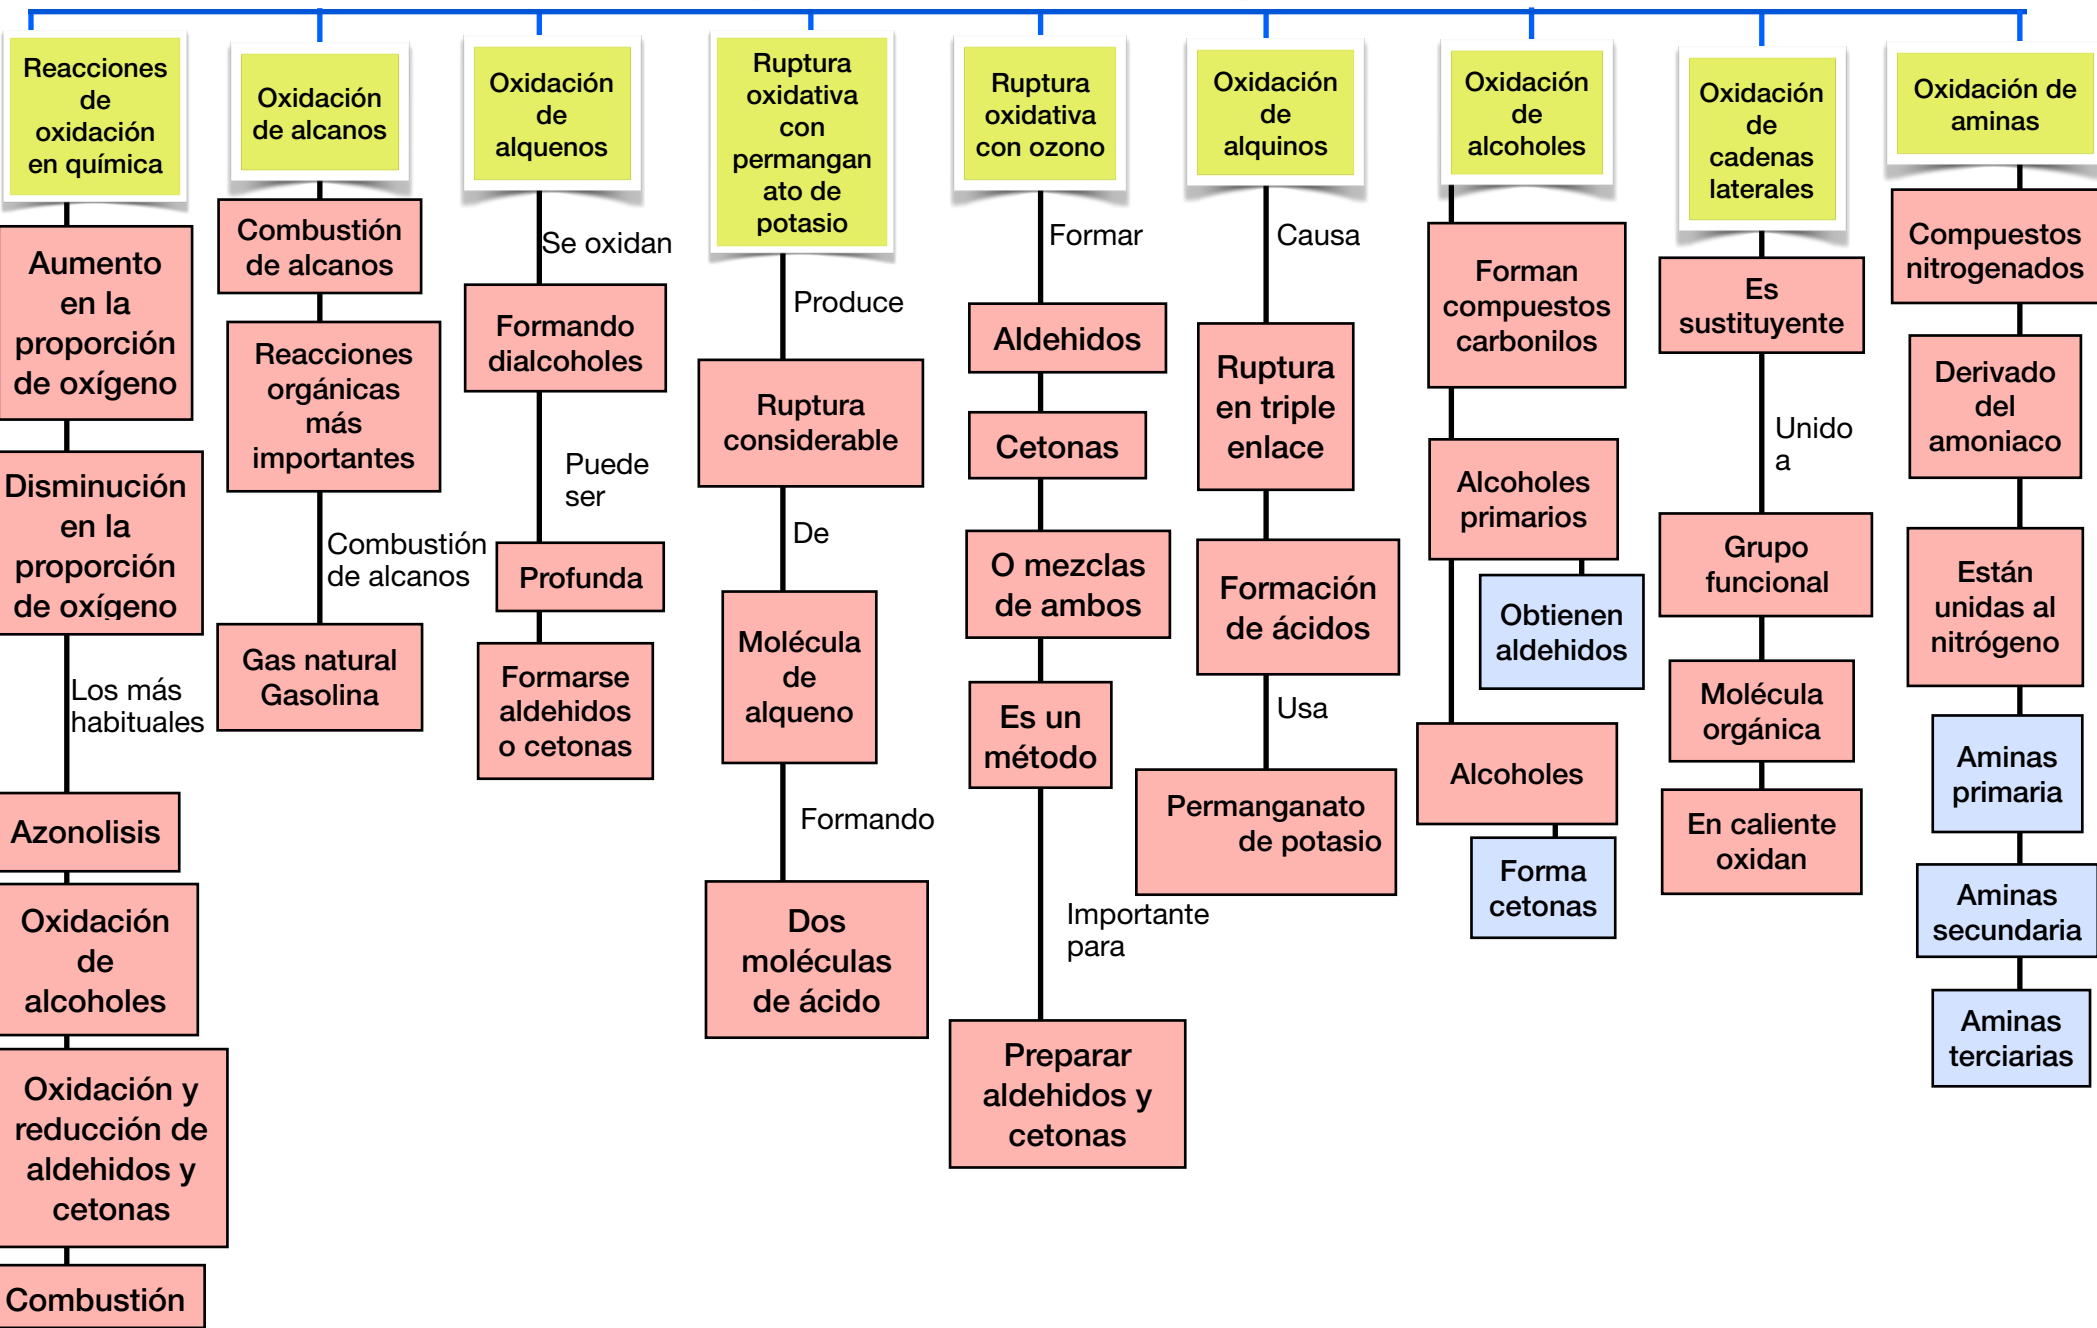 Reacciones
de
oxidación
en química
Aumento
en la
proporción
de oxígeno
Disminución
en la
proporción
de oxígeno
Los más
habituales
Azonolisis
Oxidación
de
alcoholes
Oxidación y
reducción de
aldehidos y
cetonas
Combustión
Oxidación
de alcanos
Combustión
de alcanos
Reacciones
orgánicas
más
importantes
Combustión
de alcanos
Gas natural
Gasolina
Oxidación
de
alquenos
Se oxidan
Formando
dialcoholes
Puede
ser
Profunda
Formarse
aldehidos
o cetonas
Ruptura
oxidativa
con
permangan
ato de
potasio
Produce
Ruptura
considerable
De
Molécula
de
alqueno
Formando
Dos
moléculas
de ácido
Ruptura
oxidativa
con ozono
Formar
Aldehidos
Cetonas
O mezclas
de ambos
Es un
método
Importante
para
Preparar
aldehidos y
cetonas
Oxidación
de
alquinos
Causa
Ruptura
en triple
enlace
Formación
de ácidos
Usa
Permanganato
de potasio
Oxidación
de
alcoholes
Forman
compuestos
carbonilos
Alcoholes
primarios
Obtienen
aldehidos
Alcoholes
Forma
cetonas
Oxidación
de
cadenas
laterales
Es
sustituyente
Unido
a
Grupo
funcional
Molécula
orgánica
En caliente
oxidan
Oxidación de
aminas
Compuestos
nitrogenados
Derivado
del
amoniaco
Están
unidas al
nitrógeno
Aminas
primaria
Aminas
secundaria
Aminas
terciarias